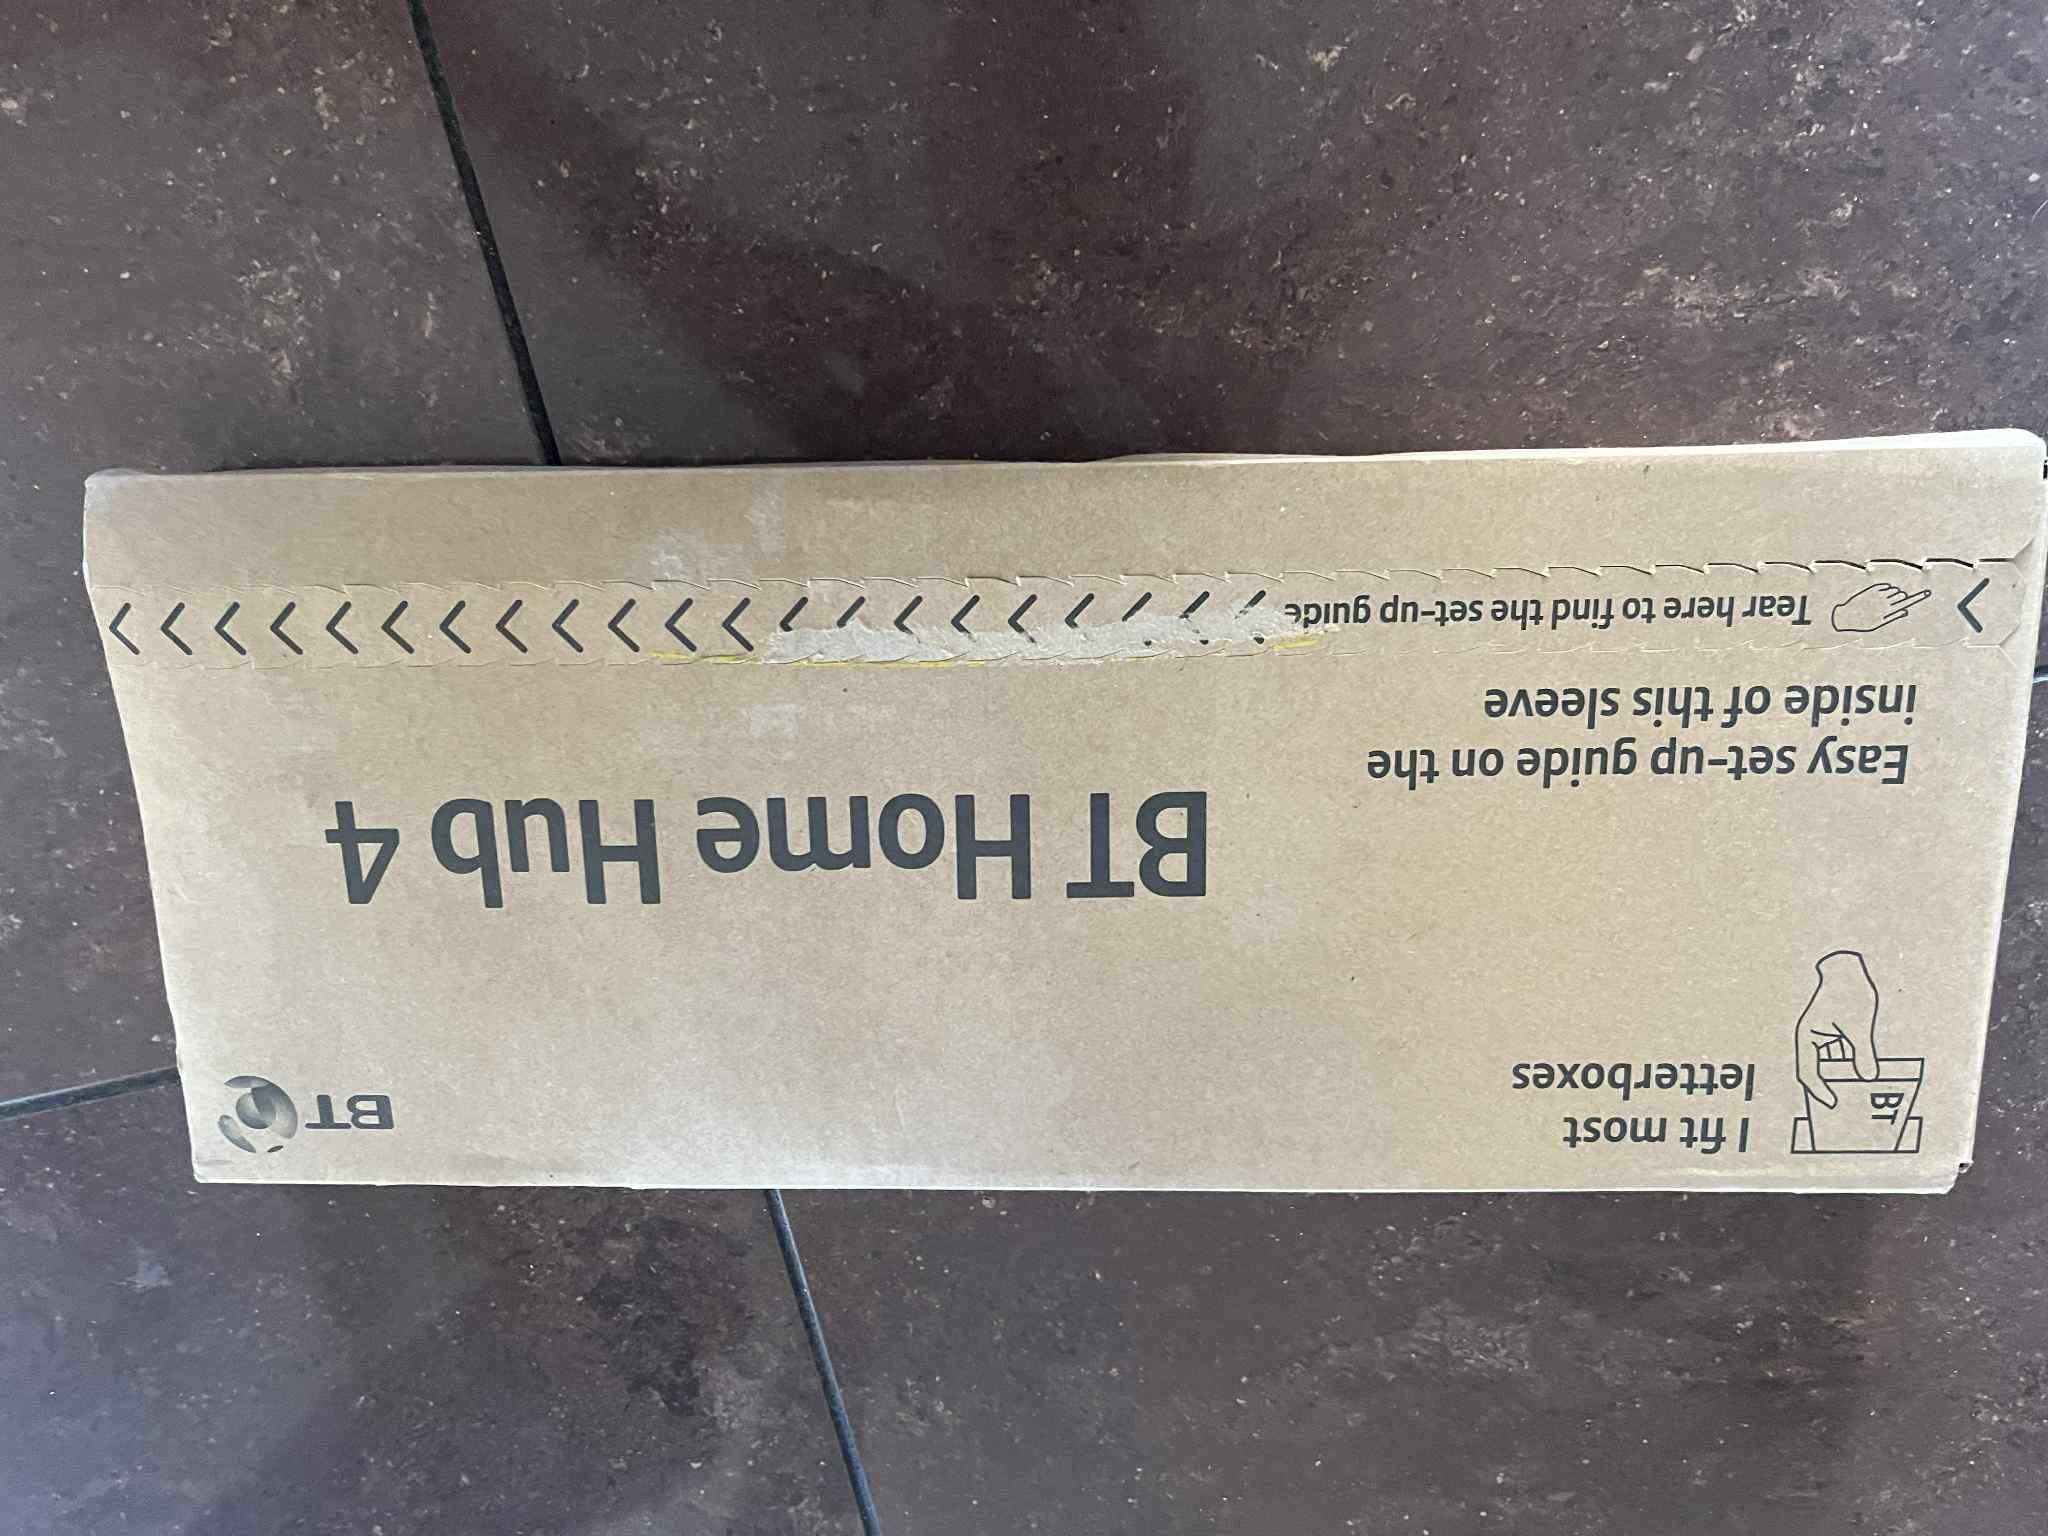 I fit most
letterboxes
BT
BT
BT Home Hub 4
Easy set-up guide on the
inside of this sleeve
Tear here to find the set-up guide